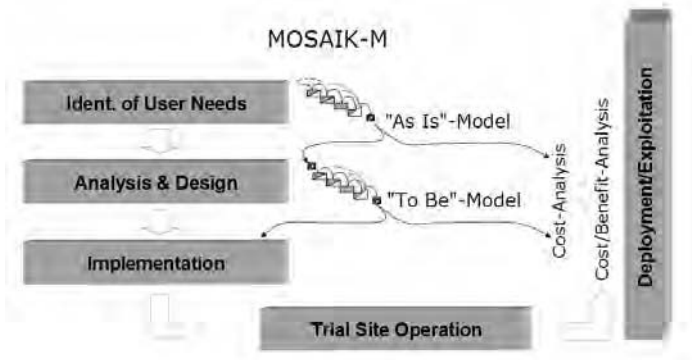 MOSAIK-M
Ident. of User Needs
"As Is"-Model
Analysis & Design
"To Be"-Model
Implementation
Trial Site Operation
Cost-Analysis
Cost/Benefit-Analysis
Deployment/Exploitation